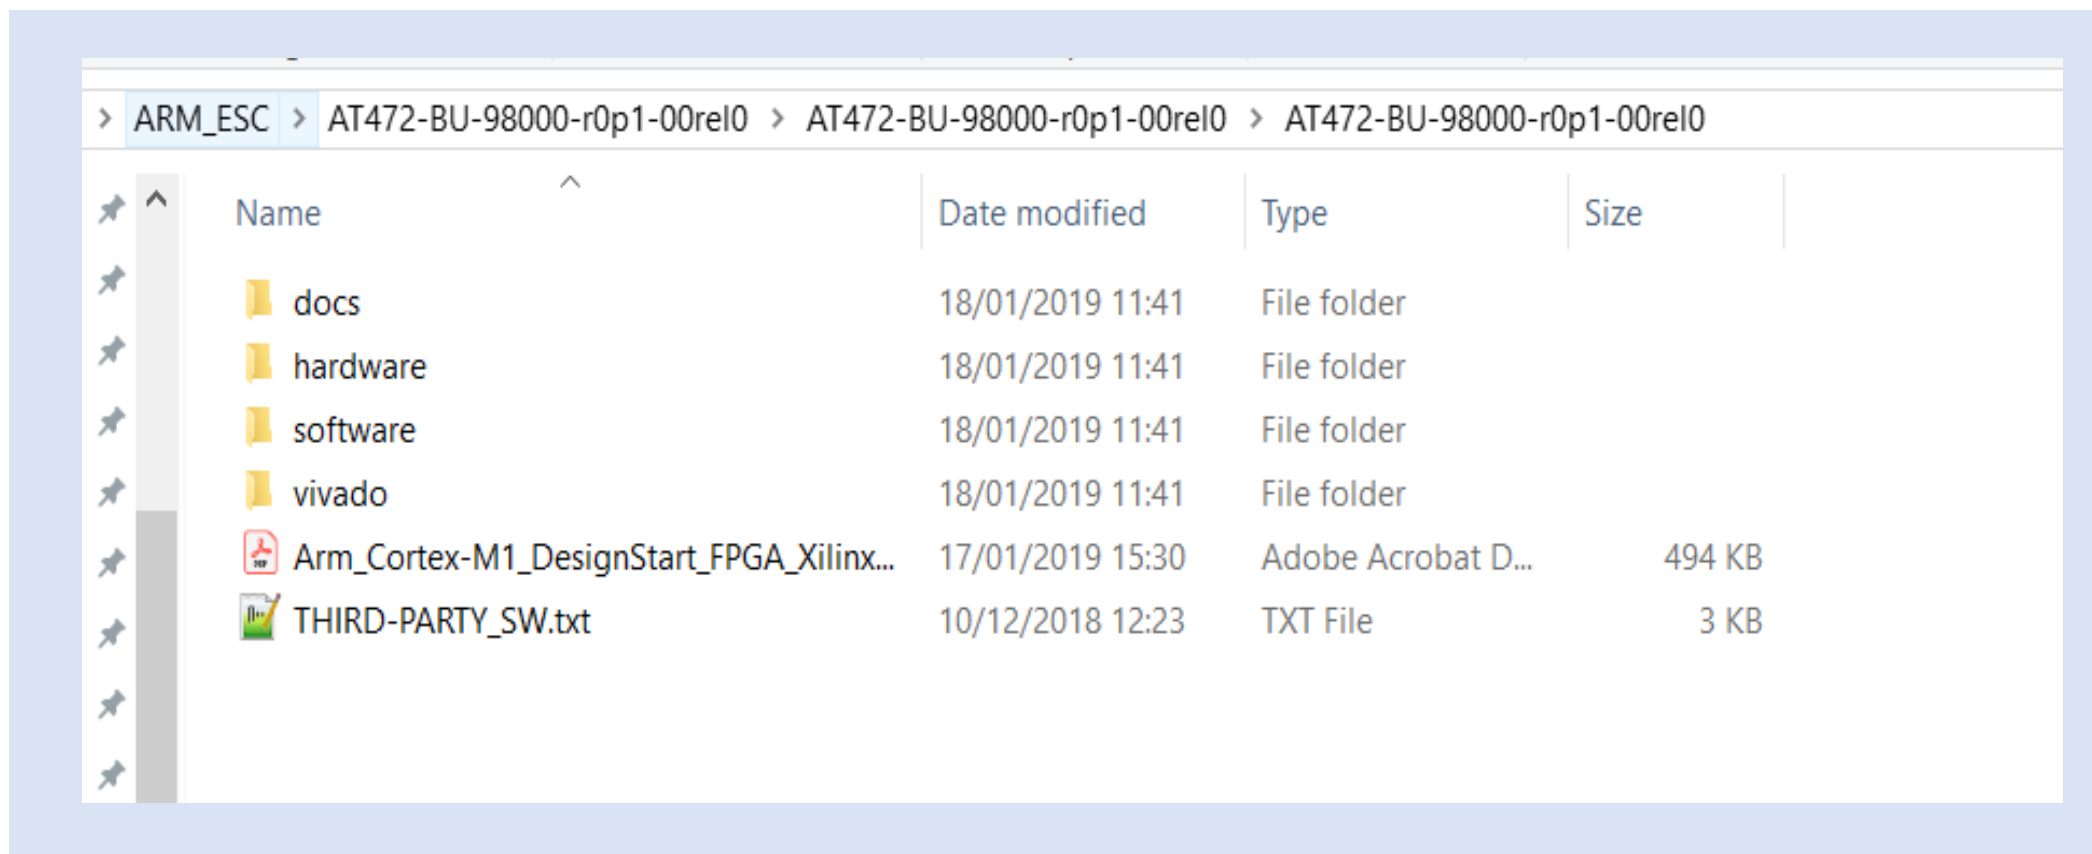 > ARM_ESC > AT472-BU-98000-r0p1-00rel0 > AT472-BU-98000-r0p1-00rel0 > AT472-BU-98000-r0p1-00rel0
Name Date modified Type Size
docs 18/01/2019 11:41 File folder
hardware 18/01/2019 11:41 File folder
software 18/01/2019 11:41 File folder
vivado 18/01/2019 11:41 File folder
Arm_Cortex-M1_DesignStart_FPGA_Xilinx... 17/01/2019 15:30 Adobe Acrobat D... 494 KB
THIRD-PARTY_SW.txt 10/12/2018 12:23 TXT File 3 KB